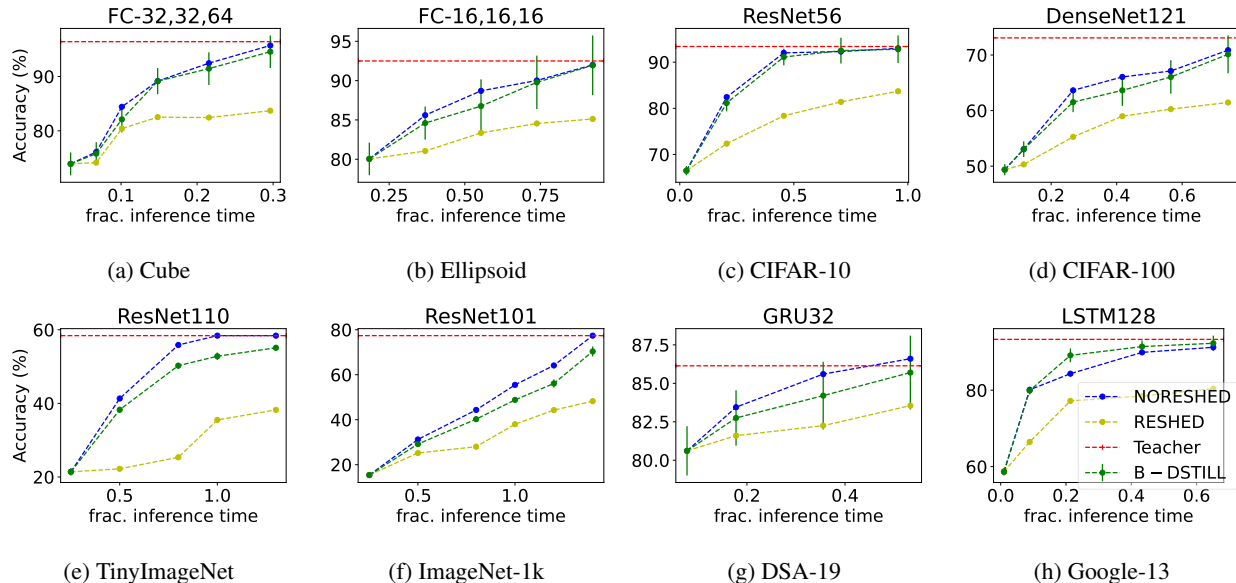 FC-32,32,64
FC-16,16,16
ResNet56
DenseNet121
Accuracy (%)
90
80
0.1
0.2
0.3
frac. inference time
95
90
85
80
0.25
0.50
0.75
frac. inference time
90
80
70
0.0
0.5
1.0
frac. inference time
70
60
50
0.2
0.4
0.6
frac. inference time
(a) Cube
(b) Ellipsoid
(c) CIFAR-10
(d) CIFAR-100
ResNet110
ResNet101
GRU32
LSTM128
Accuracy (%)
60
40
20
0.5
1.0
frac. inference time
80
60
40
20
0.5
1.0
frac. inference time
87.5
85.0
82.5
80.0
0.2
0.4
frac. inference time
80
60
0.0
0.2
0.4
0.6
frac. inference time
NORESHED
RESHED
Teacher
B − DSTILL
(e) TinyImageNet
(f) ImageNet-1k
(g) DSA-19
(h) Google-13